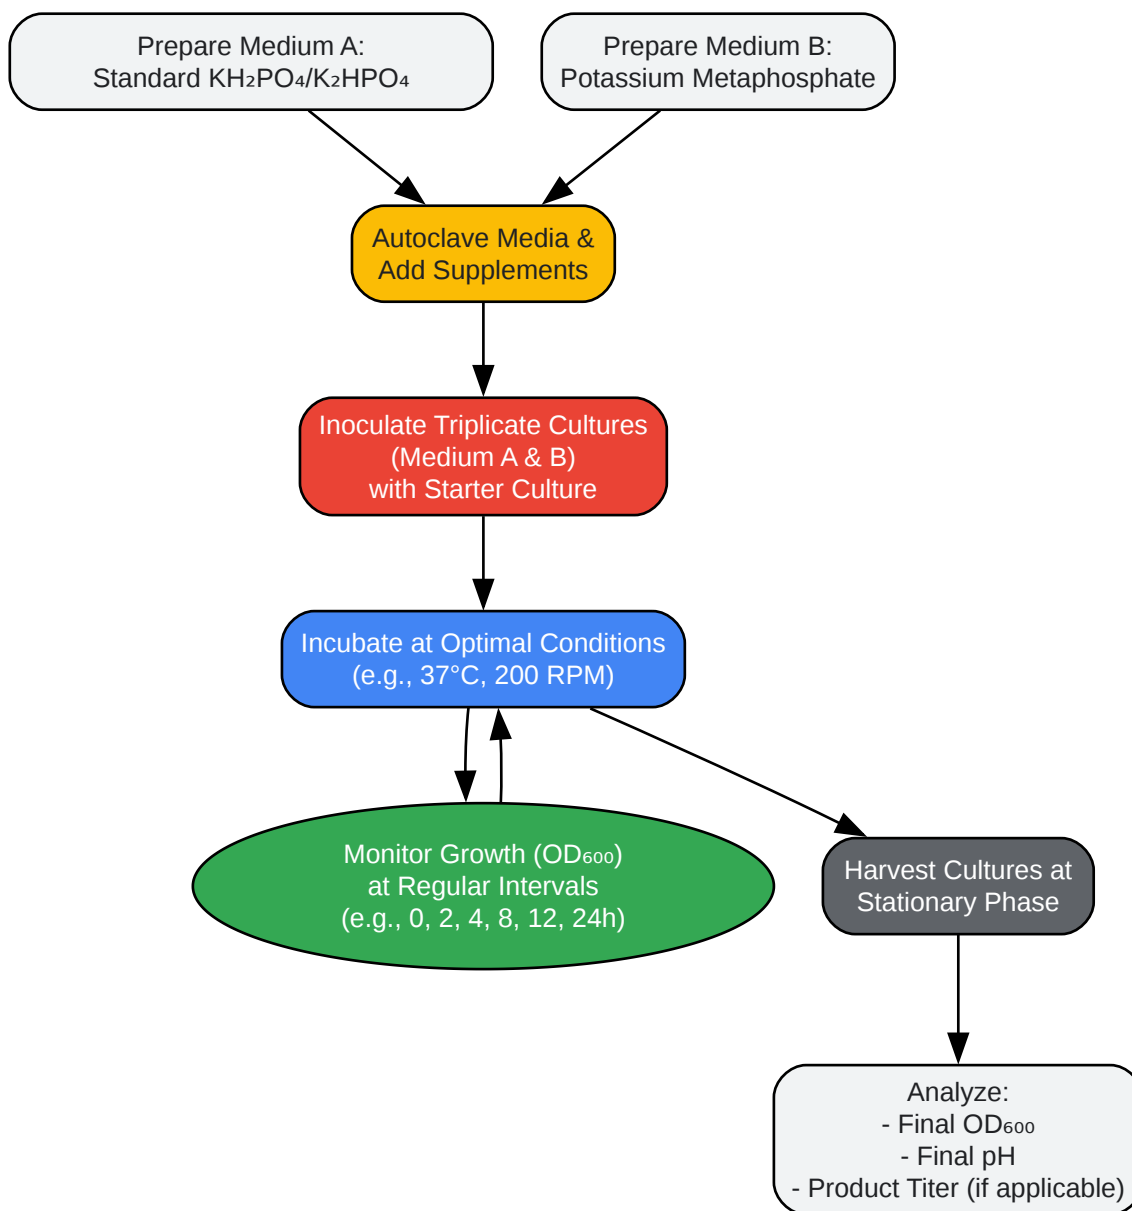 Prepare Medium A:
Standard KH₂PO₄/K₂HPO₄
Prepare Medium B:
Potassium Metaphosphate
Autoclave Media &
Add Supplements
Inoculate Triplicate Cultures
(Medium A & B)
with Starter Culture
Incubate at Optimal Conditions
(e.g., 37°C, 200 RPM)
Monitor Growth (OD₆₀₀)
at Regular Intervals
(e.g., 0, 2, 4, 8, 12, 24h)
Harvest Cultures at
Stationary Phase
Analyze:
- Final OD₆₀₀
- Final pH
- Product Titer (if applicable)